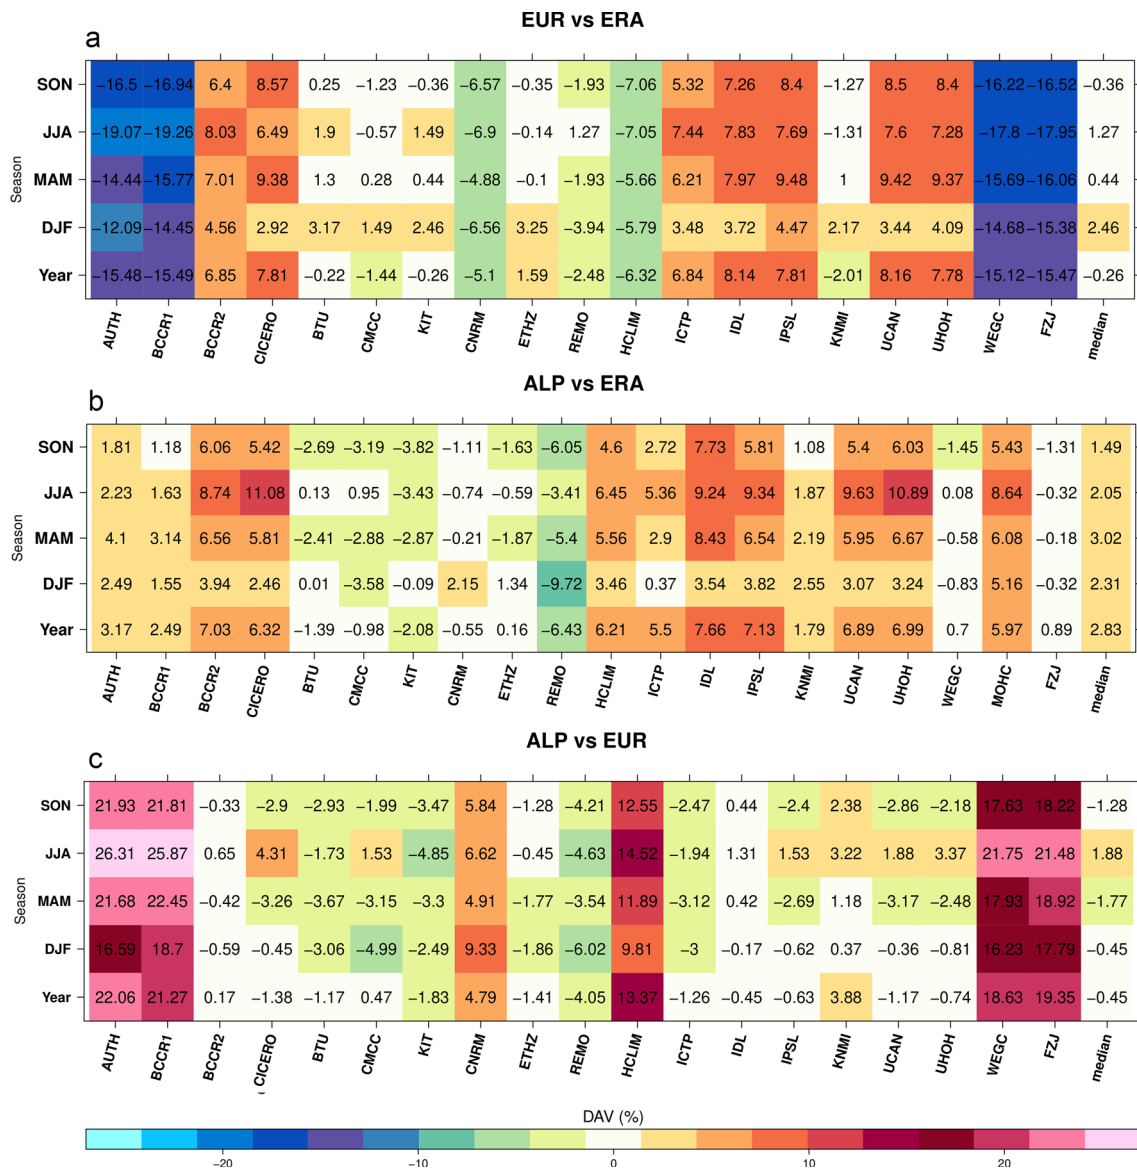 EUR vs ERA
a
Season
SON −16.5 −16.94 6.4 8.57 0.25 −1.23 −0.36 −6.57 −0.35 −1.93 −7.06 5.32 7.26 8.4 −1.27 8.5 8.4 −16.22 −16.52 −0.36
JJA −19.07 −19.26 8.03 6.49 1.9 −0.57 1.49 −6.9 −0.14 1.27 −7.05 7.44 7.83 7.69 −1.31 7.6 7.28 −17.8 −17.95 1.27
MAM −14.44 −15.77 7.01 9.38 1.3 0.28 0.44 −4.88 −0.1 −1.93 −5.66 6.21 7.97 9.48 1 9.42 9.37 −15.69 −16.06 0.44
DJF −12.09 −14.45 4.56 2.92 3.17 1.49 2.46 −6.56 3.25 −3.94 −5.79 3.48 3.72 4.47 2.17 3.44 4.09 −14.68 −15.38 2.46
Year −15.48 −15.49 6.85 7.81 −0.22 −1.44 −0.26 −5.1 1.59 −2.48 −6.32 6.84 8.14 7.81 −2.01 8.16 7.78 −15.12 −15.47 −0.26
AUTH BCCR1 BCCR2 CICERO BTU CMCC KIT CNRM ETHZ REMO HCLIM ICTP IDL IPSL KNMI UCAN UHOH WEGC FZJ median
ALP vs ERA
b
Season
SON 1.81 1.18 6.06 5.42 −2.69 −3.19 −3.82 −1.11 −1.63 −6.05 4.6 2.72 7.73 5.81 1.08 5.4 6.03 −1.45 5.43 −1.31 1.49
JJA 2.23 1.63 8.74 11.08 0.13 0.95 −3.43 −0.74 −0.59 −3.41 6.45 5.36 9.24 9.34 1.87 9.63 10.89 0.08 8.64 −0.32 2.05
MAM 4.1 3.14 6.56 5.81 −2.41 −2.88 −2.87 −0.21 −1.87 −5.4 5.56 2.9 8.43 6.54 2.19 5.95 6.67 −0.58 6.08 −0.18 3.02
DJF 2.49 1.55 3.94 2.46 0.01 −3.58 −0.09 2.15 1.34 −9.72 3.46 0.37 3.54 3.82 2.55 3.07 3.24 −0.83 5.16 −0.32 2.31
Year 3.17 2.49 7.03 6.32 −1.39 −0.98 −2.08 −0.55 0.16 −6.43 6.21 5.5 7.66 7.13 1.79 6.89 6.99 0.7 5.97 0.89 2.83
AUTH BCCR1 BCCR2 CICERO BTU CMCC KIT CNRM ETHZ REMO HCLIM ICTP IDL IPSL KNMI UCAN UHOH WEGC MOHC FZJ median
ALP vs EUR
c
Season
SON 21.93 21.81 −0.33 −2.9 −2.93 −1.99 −3.47 5.84 −1.28 −4.21 12.55 −2.47 0.44 −2.4 2.38 −2.86 −2.18 17.63 18.22 −1.28
JJA 26.31 25.87 0.65 4.31 −1.73 1.53 −4.85 6.62 −0.45 −4.63 14.52 −1.94 1.31 1.53 3.22 1.88 3.37 21.75 21.48 1.88
MAM 21.68 22.45 −0.42 −3.26 −3.67 −3.15 −3.3 4.91 −1.77 −3.54 11.89 −3.12 0.42 −2.69 1.18 −3.17 −2.48 17.93 18.92 −1.77
DJF 16.59 18.7 −0.59 −0.45 −3.06 −4.99 −2.49 9.33 −1.86 −6.02 9.81 −3 −0.17 −0.62 0.37 −0.36 −0.81 16.23 17.79 −0.45
Year 22.06 21.27 0.17 −1.38 −1.17 0.47 −1.83 4.79 −1.41 −4.05 13.37 −1.26 −0.45 −0.63 3.88 −1.17 −0.74 18.63 19.35 −0.45
AUTH BCCR1 BCCR2 CICERO BTU CMCC KIT CNRM ETHZ REMO HCLIM ICTP IDL IPSL KNMI UCAN UHOH WEGC FZJ median
DAV (%)
−20 −10 0 10 20